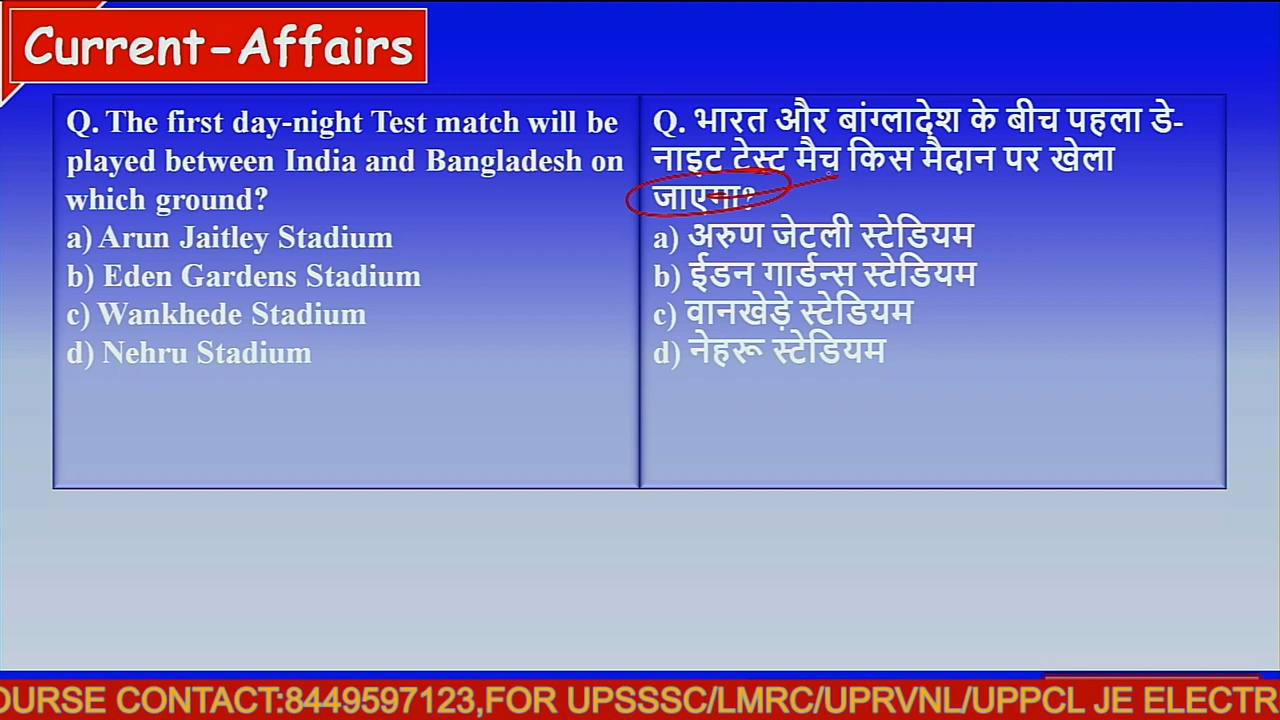 Current-Affairs
Q. The first day-night Test match will be
played between India and Bangladesh on
which ground?
a) Arun Jaitley Stadium
b) Eden Gardens Stadium
c) Wankhede Stadium
d) Nehru Stadium
Q. भारत और बांग्लादेश के बीच पहला डे-
नाइट टेस्ट मैच किस मैदान पर खेला
जाएगा?
a) अरुण जेटली स्टेडियम
b) ईडन गार्डन्स स्टेडियम
c) वानखेड़े स्टेडियम
d) नेहरू स्टेडियम
OURSE CONTACT:8449597123,FOR UPSSSC/LMRC/UPRVNL/UPPCL JE ELECTR